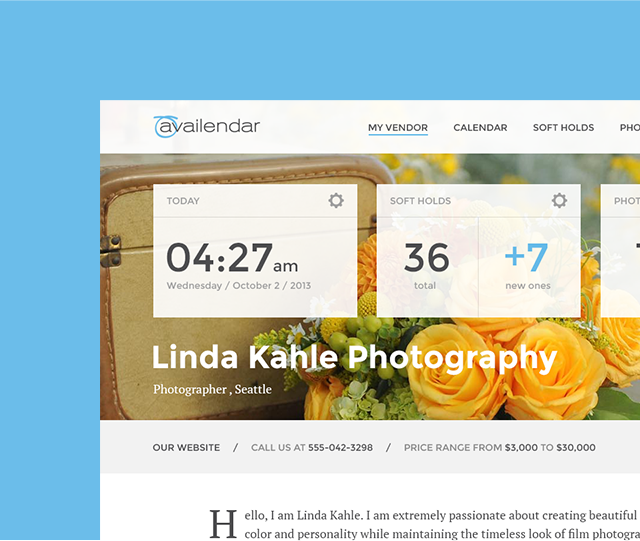 availendar
MY VENDOR CALENDAR SOFT HOLDS PHO
TODAY SOFT HOLDS PHOT
04:27am 36 +7
Wednesday / October 2 / 2013 total new ones
Linda Kahle Photography
Photographer , Seattle
OUR WEBSITE / CALL US AT 555-042-3298 / PRICE RANGE FROM $3,000 TO $30,000
Hello, I am Linda Kahle. I am extremely passionate about creating beautiful
color and personality while maintaining the timeless look of film photogra